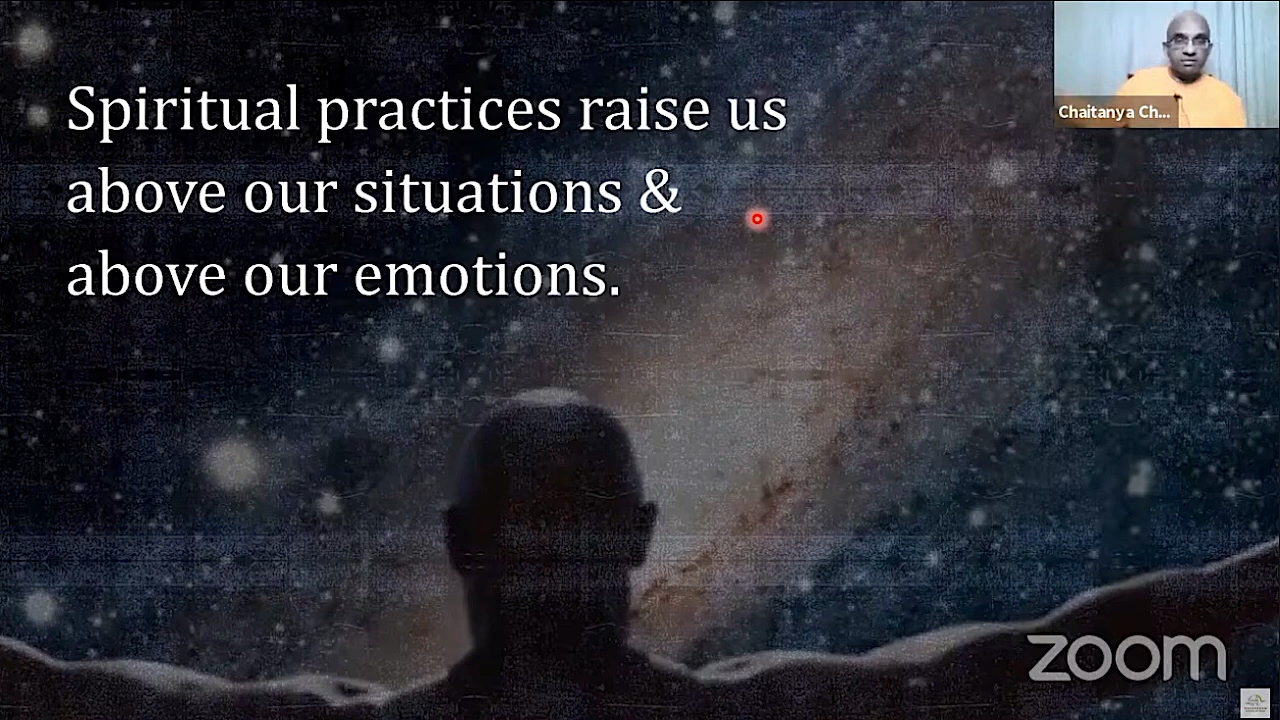 Spiritual practices raise us
above our situations &
above our emotions.
Chaitanya Ch...
zoom